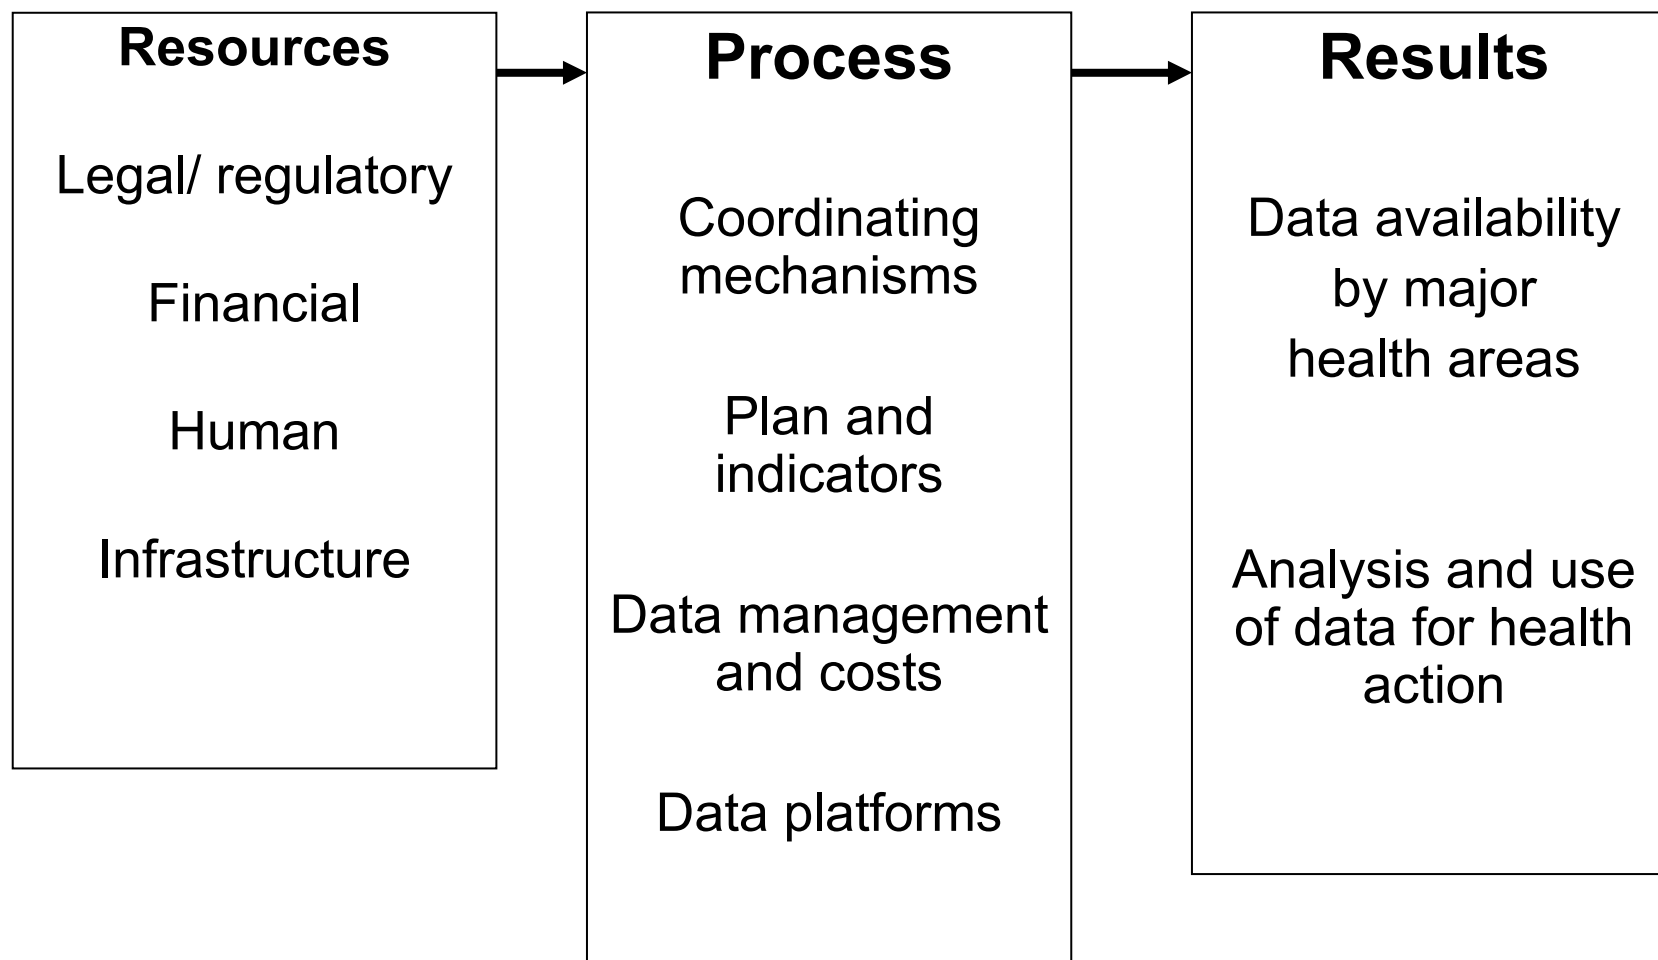 Resources
Legal/ regulatory
Financial
Human
Infrastructure
Process
Coordinating
mechanisms
Plan and
indicators
Data management
and costs
Data platforms
Results
Data availability
by major
health areas
Analysis and use
of data for health
action